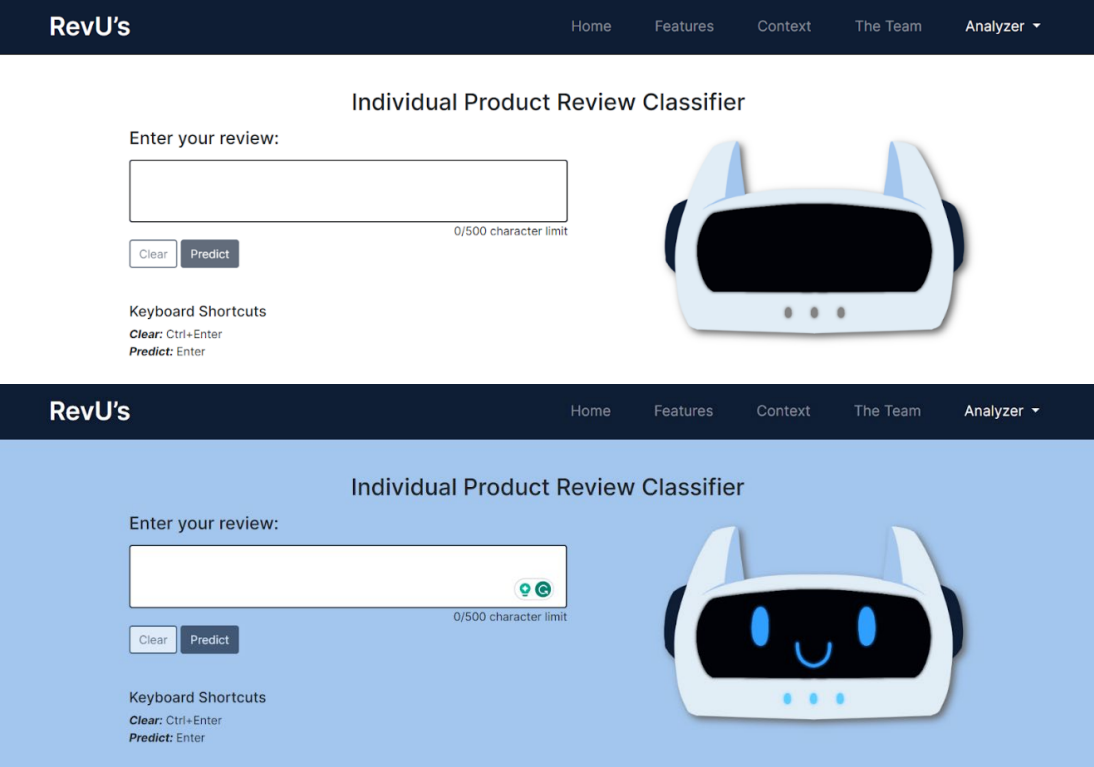 RevU's Home Features Context The Team Analyzer
Individual Product Review Classifier
Enter your review:
0/500 character limit
Clear Predict
Keyboard Shortcuts
Clear: Ctrl+Enter
Predict: Enter
RevU's Home Features Context The Team Analyzer
Individual Product Review Classifier
Enter your review:
0/500 character limit
Clear Predict
Keyboard Shortcuts
Clear: Ctrl+Enter
Predict: Enter